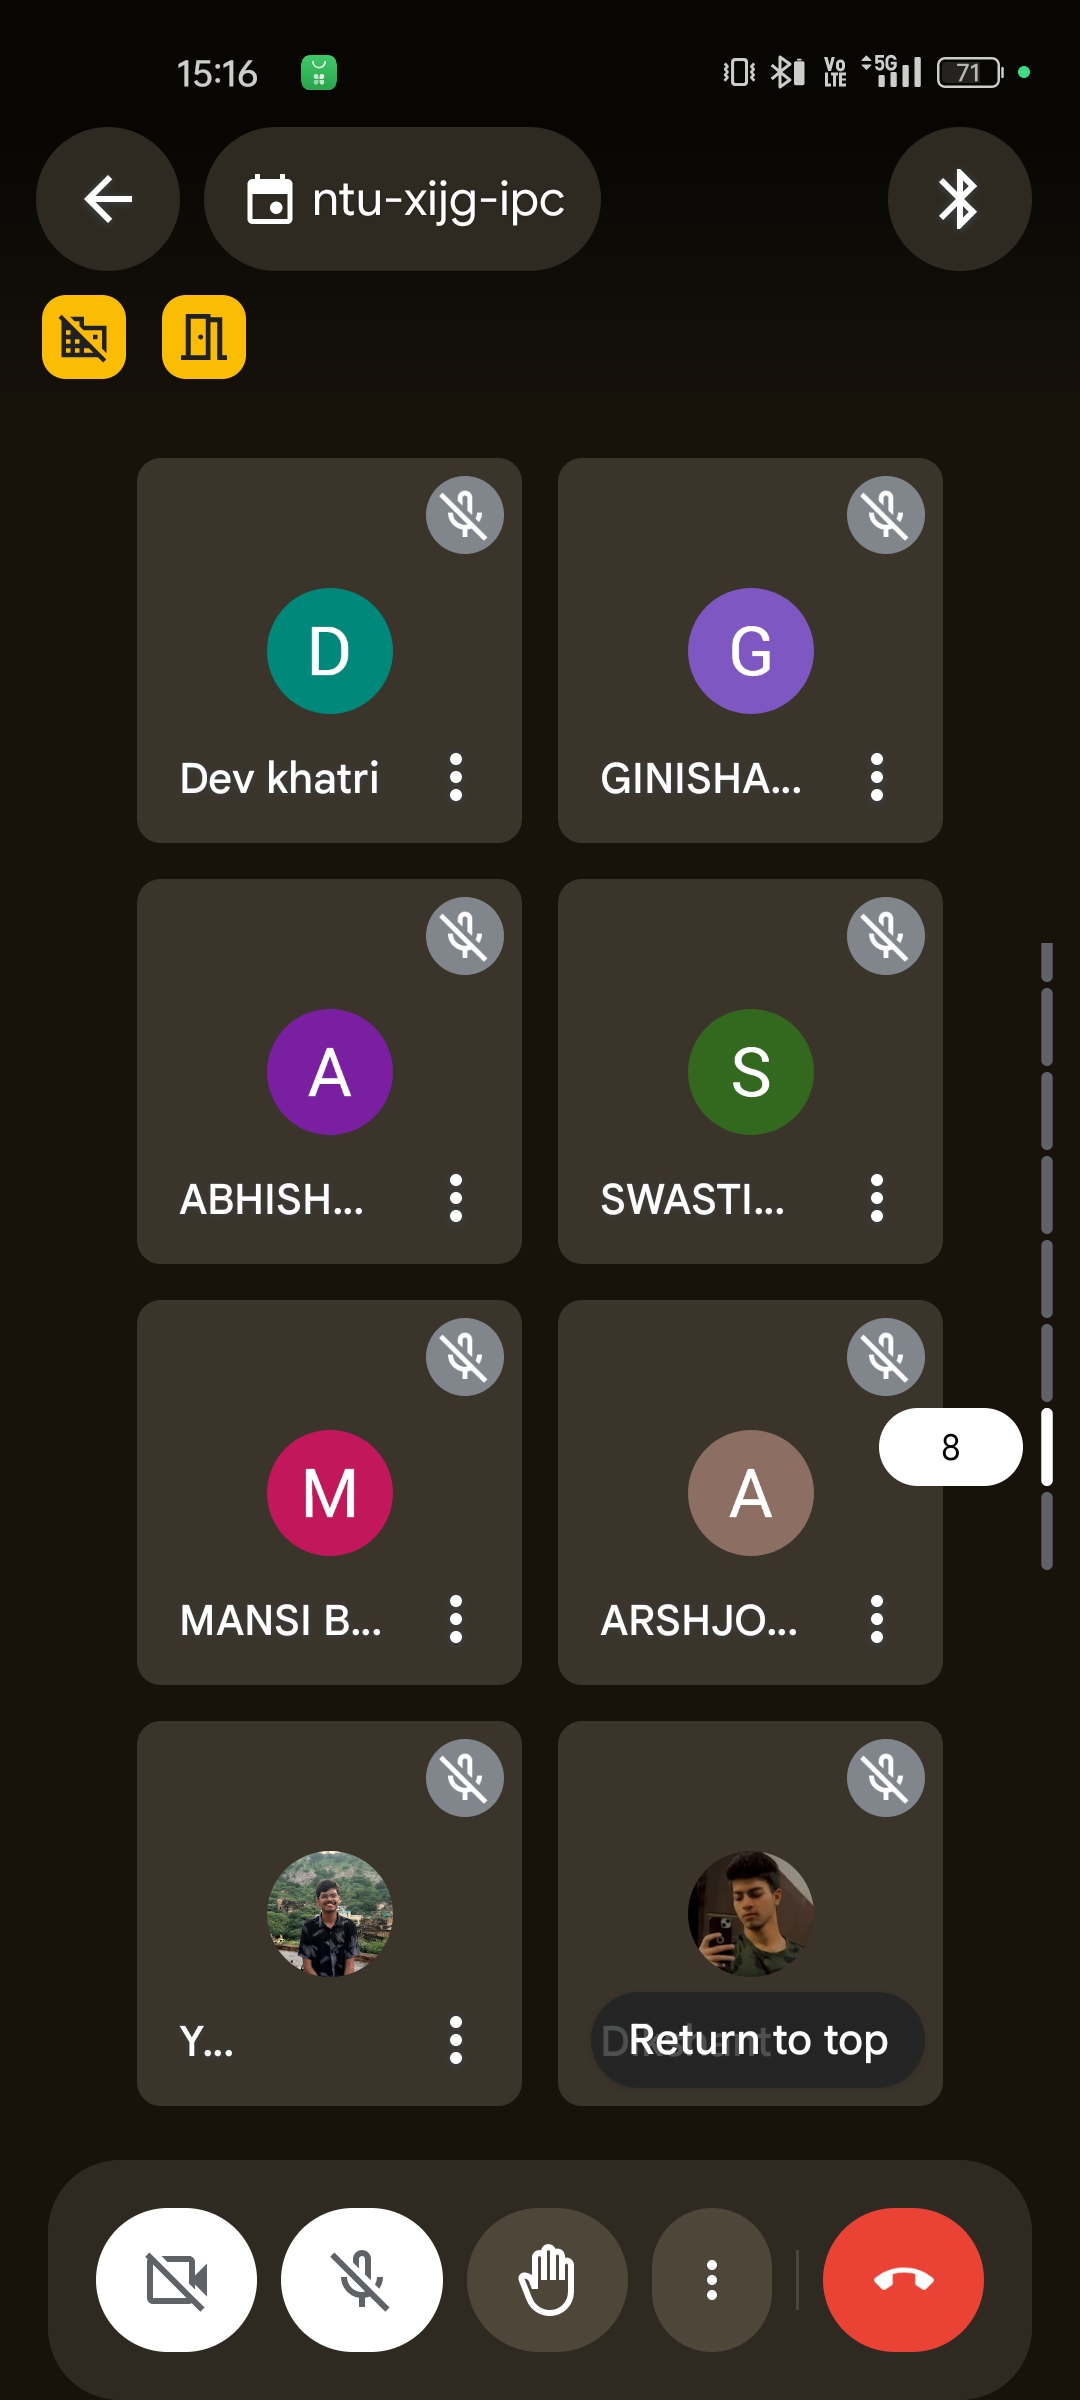 15:16
Vo LTE 5G 71
ntu-xijg-ipc
D G
Dev khatri GINISHA...
A S
ABHISH... SWASTI...
M A
8
MANSI B... ARSHJO...
Y... Return to top